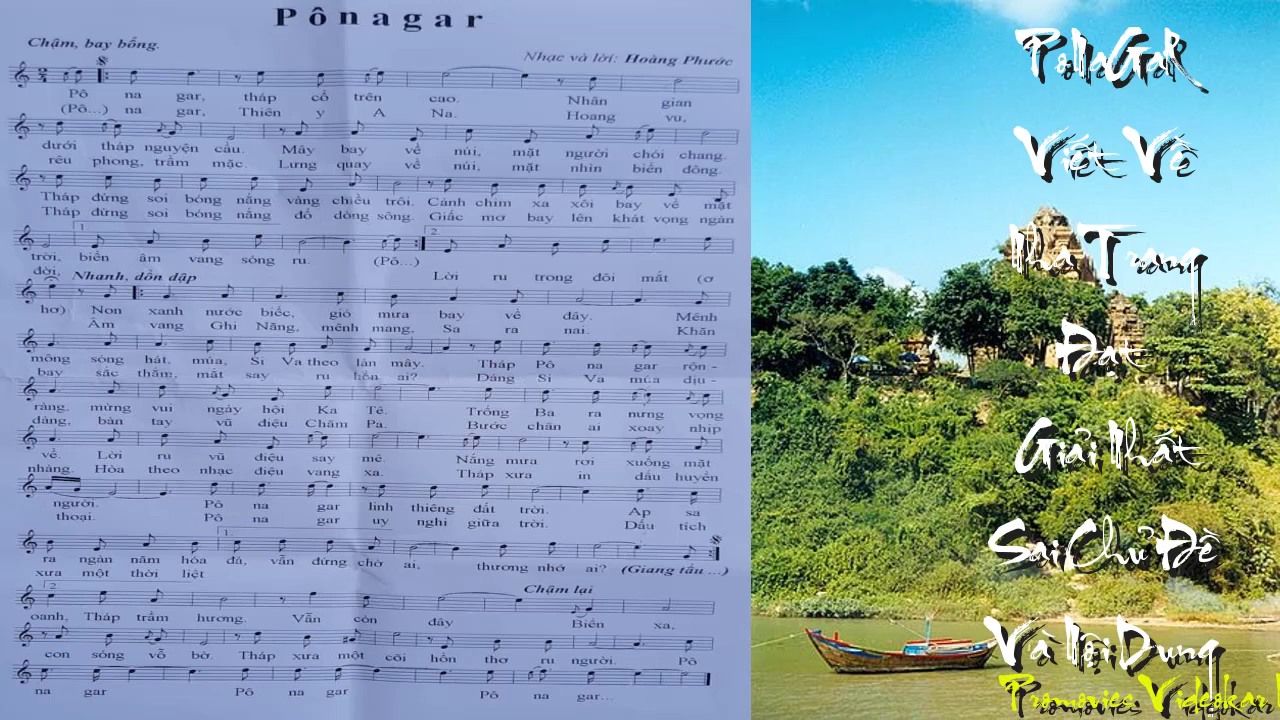 Pônagar
Chậm, bay bổng.
Nhạc và lời: Hoàng Phước
Pô na gar, tháp cổ trên cao. Nhân gian
(Pô...) na gar, Thiên y A Na. Hoang vu,
dưới tháp nguyện cầu. Mây bay về núi, mặt người chói chang.
rêu phong, trầm mặc. Lưng quay về núi, mặt nhìn biển đông.
Tháp đứng soi bóng nắng vàng chiều trôi. Cánh chim xa xôi bay về mặt
Tháp đứng soi bóng nắng đổ dòng sông. Giấc mơ bay lên khát vọng ngàn
1.
2.
trời, biển âm vang sóng ru. (Pô...)
đời, Nhanh, dồn dập Lời ru trong đôi mắt (ơ
hơ) Non xanh nước biếc, gió mưa bay về đây. Mênh
Âm vang Ghi Năng, mênh mang, Sa ra nai. Khăn
mông sóng hát, múa, Si Va theo làn mây. Tháp Pô na gar rộn -
bay sắc thắm, mắt say ru hồn ai? Dáng Si Va múa dịu -
ràng, mừng vui ngày hội Ka Tê. Trống Ba ra nưng vọng
dàng, bàn tay vũ điệu Chăm Pa. Bước chân ai xoay nhịp
về. Lời ru vũ điệu say mê. Nắng mưa rơi xuống mặt
nhàng. Hòa theo nhạc điệu vang xa. Tháp xưa in dấu huyền
người. Pô na gar linh thiêng đất trời. Áp sa
thoại. Pô na gar uy nghi giữa trời. Dấu tích
1.
ra ngàn năm hóa đá, vẫn đứng chờ ai, thương nhớ ai? (Giang tấu ...)
xưa một thời liệt
2
Chậm lại
oanh, Tháp trầm hương. Vẫn còn đây Biển xa,
con sóng vỗ bờ. Tháp xưa một cõi hồn thơ ru người. Pô
na gar Pô na gar Pô na gar...
PôNaGaR
Viết Về
Nha Trang
Đạt
Giải Nhất
Sai Chủ Đề
Và Nội Dung
Promovies Videokar